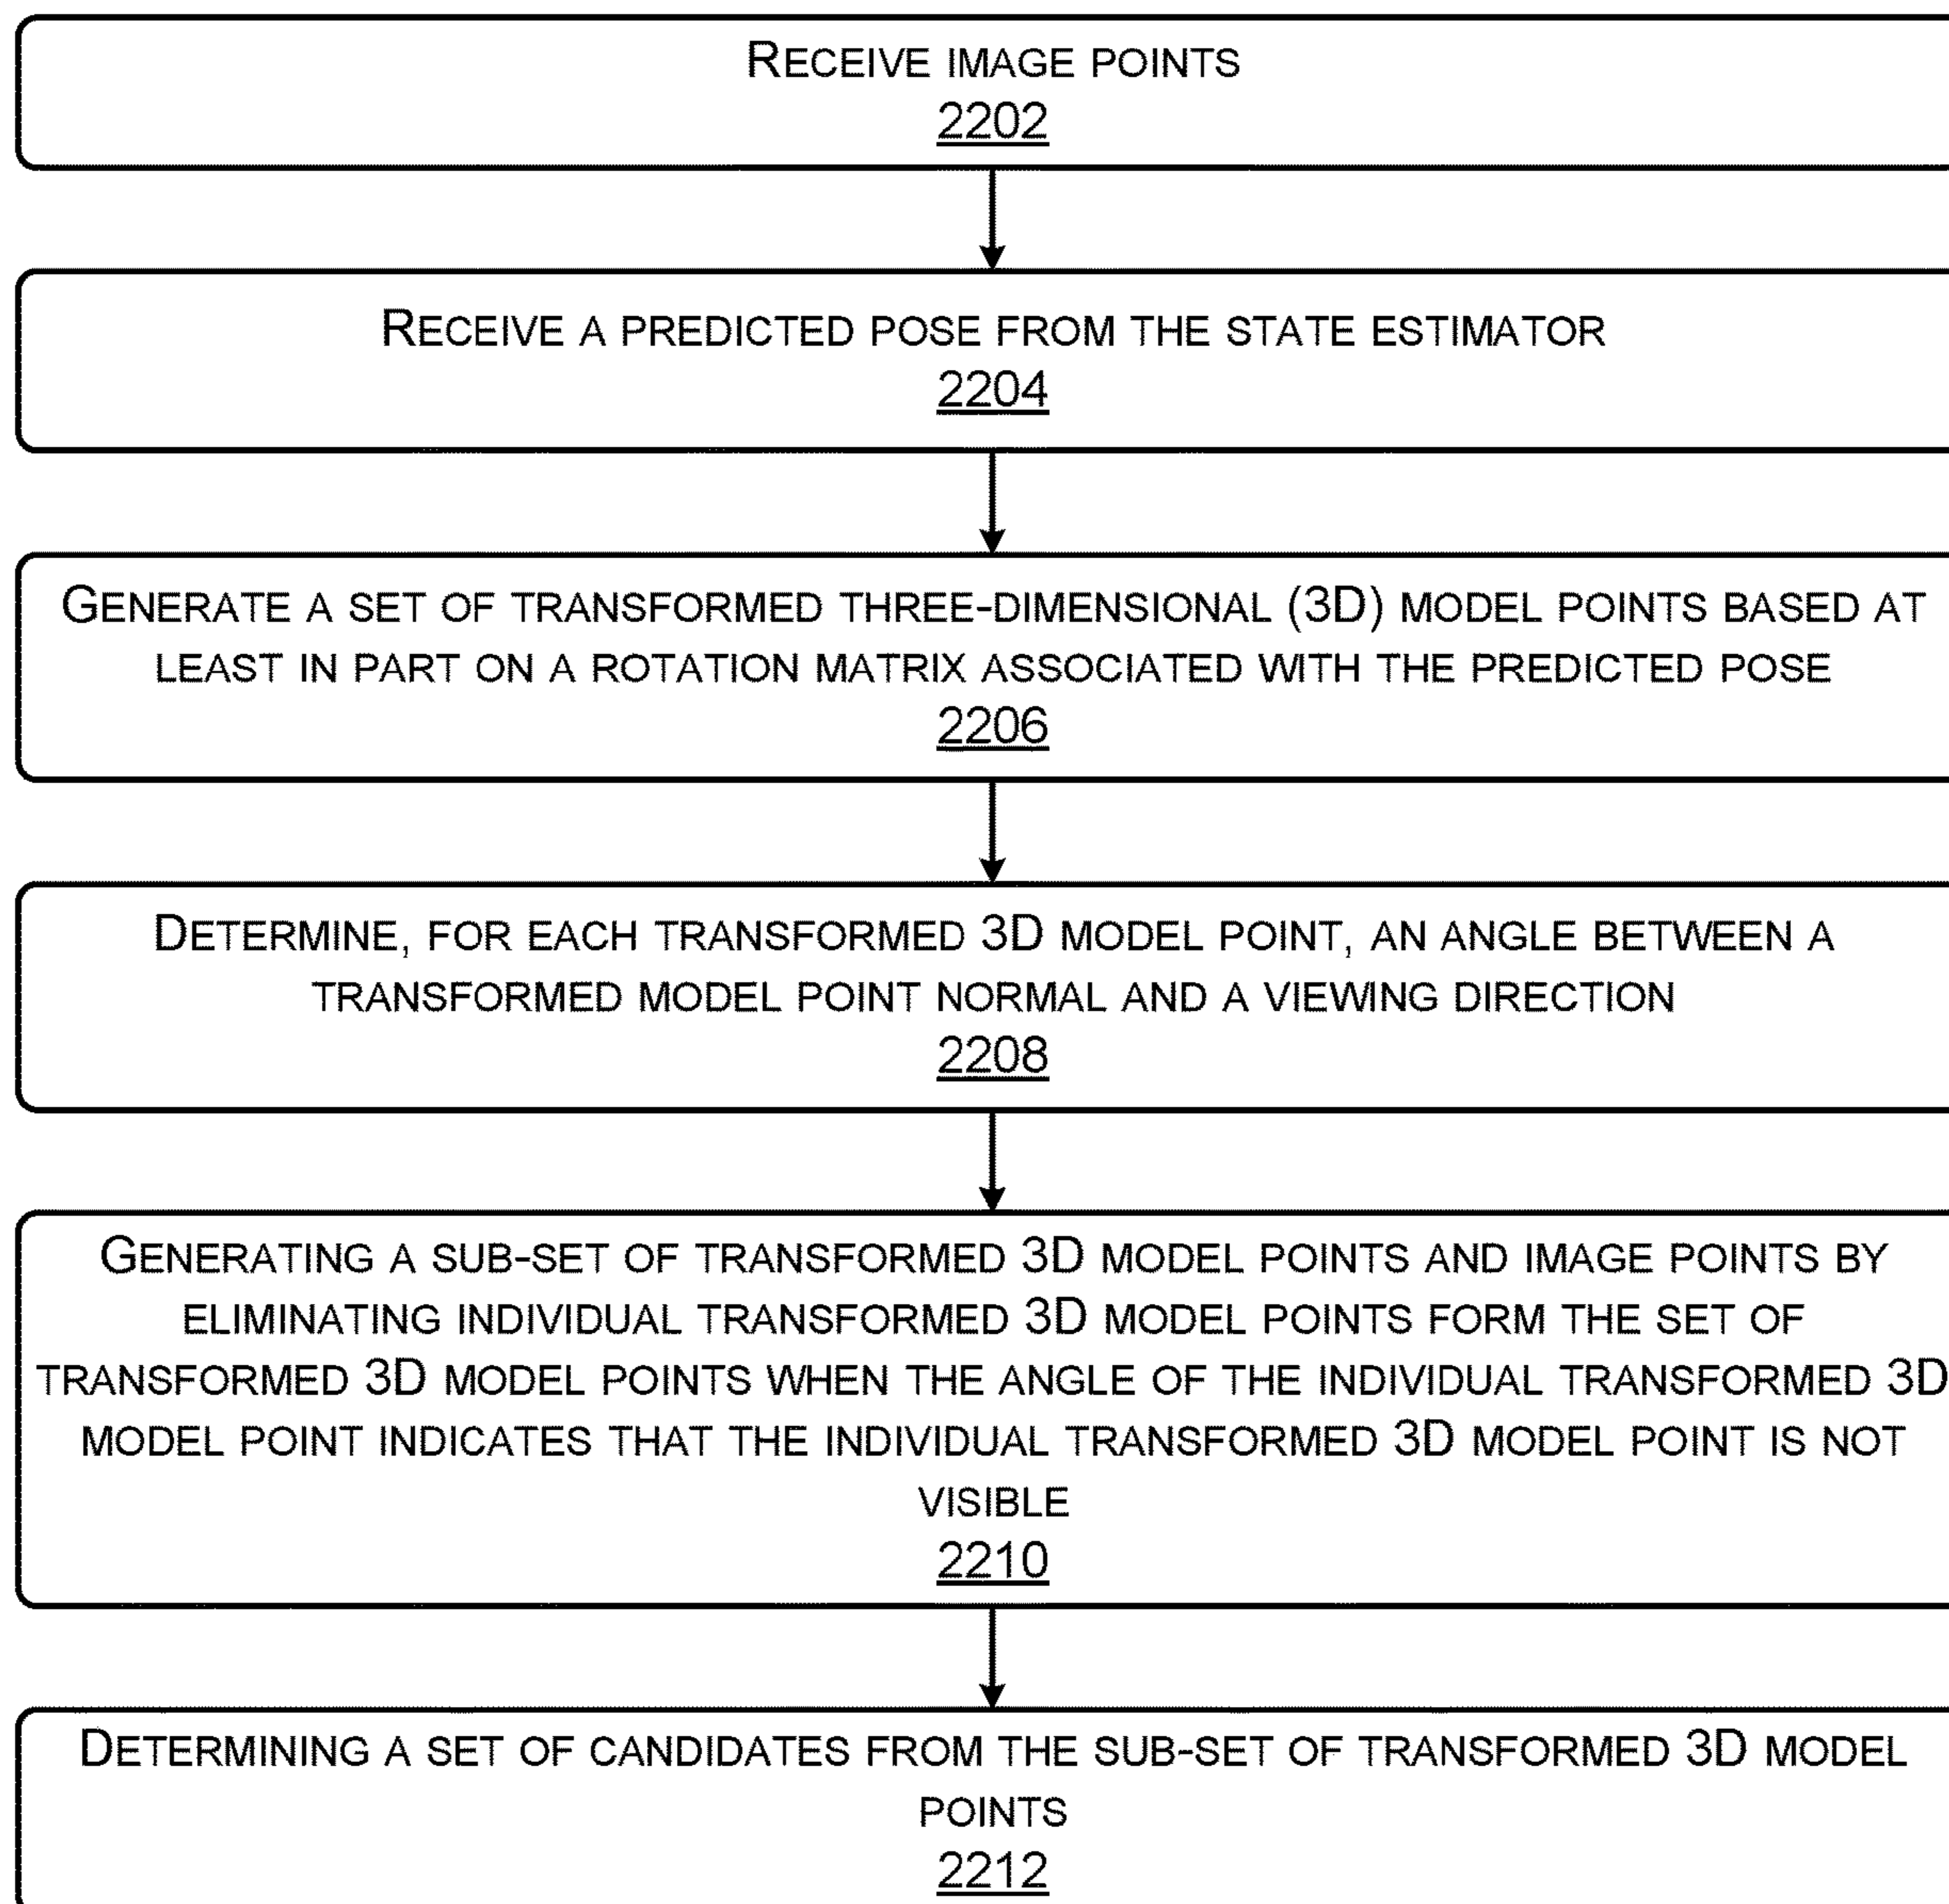 RECEIVE IMAGE POINTS
2202
RECEIVE A PREDICTED POSE FROM THE STATE ESTIMATOR
2204
GENERATE A SET OF TRANSFORMED THREE-DIMENSIONAL (3D) MODEL POINTS BASED AT
LEAST IN PART ON A ROTATION MATRIX ASSOCIATED WITH THE PREDICTED POSE
2206
DETERMINE, FOR EACH TRANSFORMED 3D MODEL POINT, AN ANGLE BETWEEN A
TRANSFORMED MODEL POINT NORMAL AND A VIEWING DIRECTION
2208
GENERATING A SUB-SET OF TRANSFORMED 3D MODEL POINTS AND IMAGE POINTS BY
ELIMINATING INDIVIDUAL TRANSFORMED 3D MODEL POINTS FORM THE SET OF
TRANSFORMED 3D MODEL POINTS WHEN THE ANGLE OF THE INDIVIDUAL TRANSFORMED 3D
MODEL POINT INDICATES THAT THE INDIVIDUAL TRANSFORMED 3D MODEL POINT IS NOT
VISIBLE
2210
DETERMINING A SET OF CANDIDATES FROM THE SUB-SET OF TRANSFORMED 3D MODEL
POINTS
2212